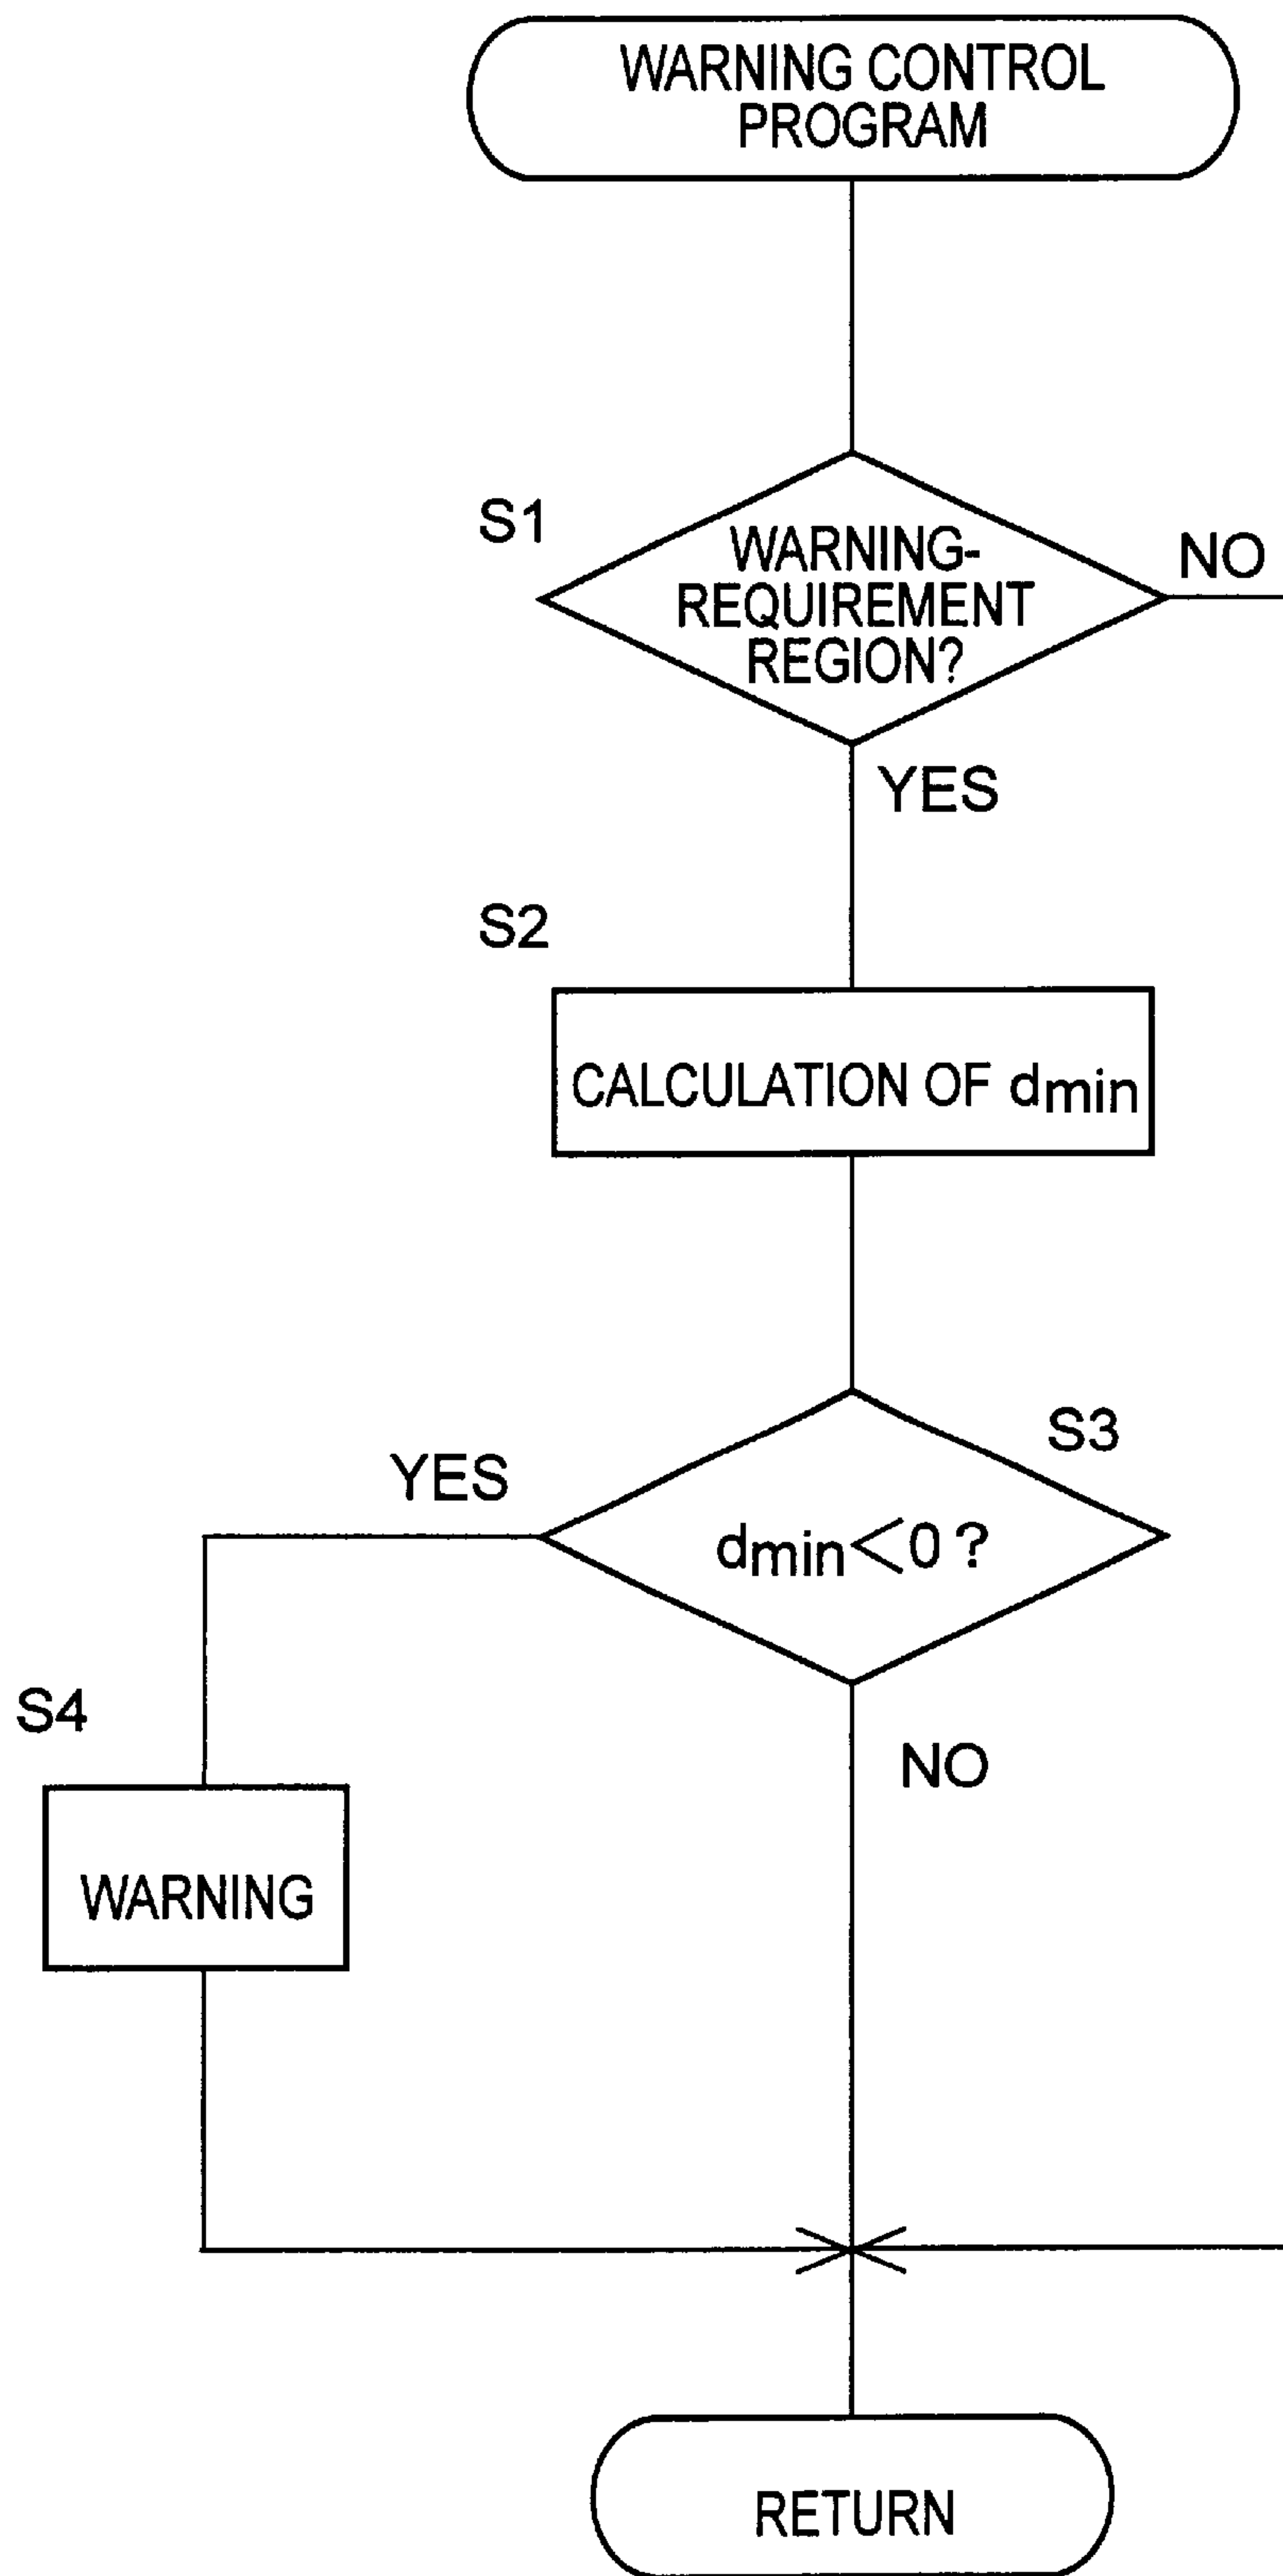 WARNING CONTROL
PROGRAM
S1
WARNING-
REQUIREMENT
REGION?
NO
YES
S2
CALCULATION OF dmin
S3
YES
dmin<0 ?
NO
S4
WARNING
RETURN